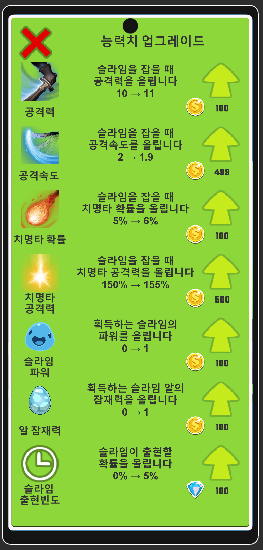 능력치 업그레이드
슬라임을 잡을 때
공격력을 올립니다
10 → 11
공격력
100
슬라임을 잡을 때
공격속도를 올립니다
2 → 1.9
공격속도
499
슬라임을 잡을 때
치명타 확률을 올립니다
5% → 6%
치명타 확률
100
슬라임을 잡을 때
치명타 공격력을 올립니다
150% → 155%
치명타
공격력
500
획득하는 슬라임의
파워를 올립니다
0 → 1
슬라임
파워
100
획득하는 슬라임 알의
잠재력을 올립니다
0 → 1
알 잠재력
100
슬라임이 출현할
확률을 올립니다
0% → 5%
슬라임
출현빈도
100